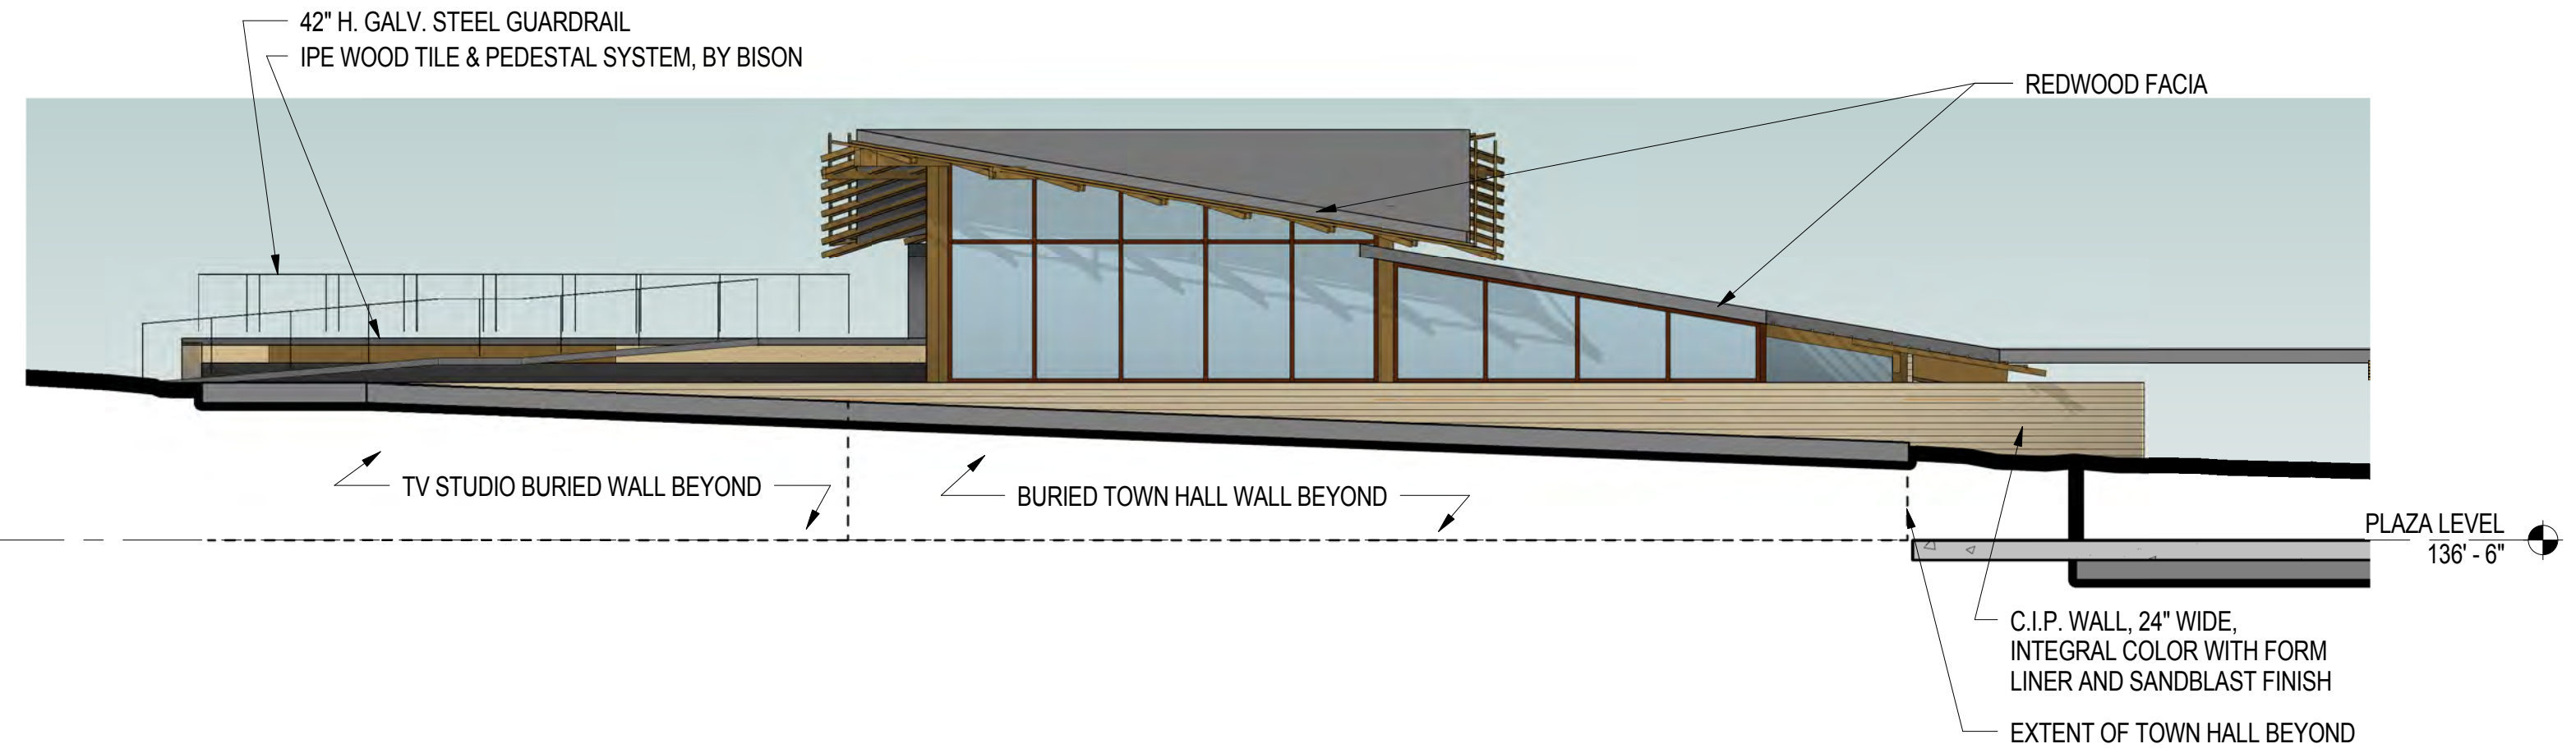 42" H. GALV. STEEL GUARDRAIL
IPE WOOD TILE & PEDESTAL SYSTEM, BY BISON
REDWOOD FACIA
TV STUDIO BURIED WALL BEYOND
BURIED TOWN HALL WALL BEYOND
PLAZA LEVEL
136' - 6"
C.I.P. WALL, 24" WIDE,
INTEGRAL COLOR WITH FORM
LINER AND SANDBLAST FINISH
EXTENT OF TOWN HALL BEYOND